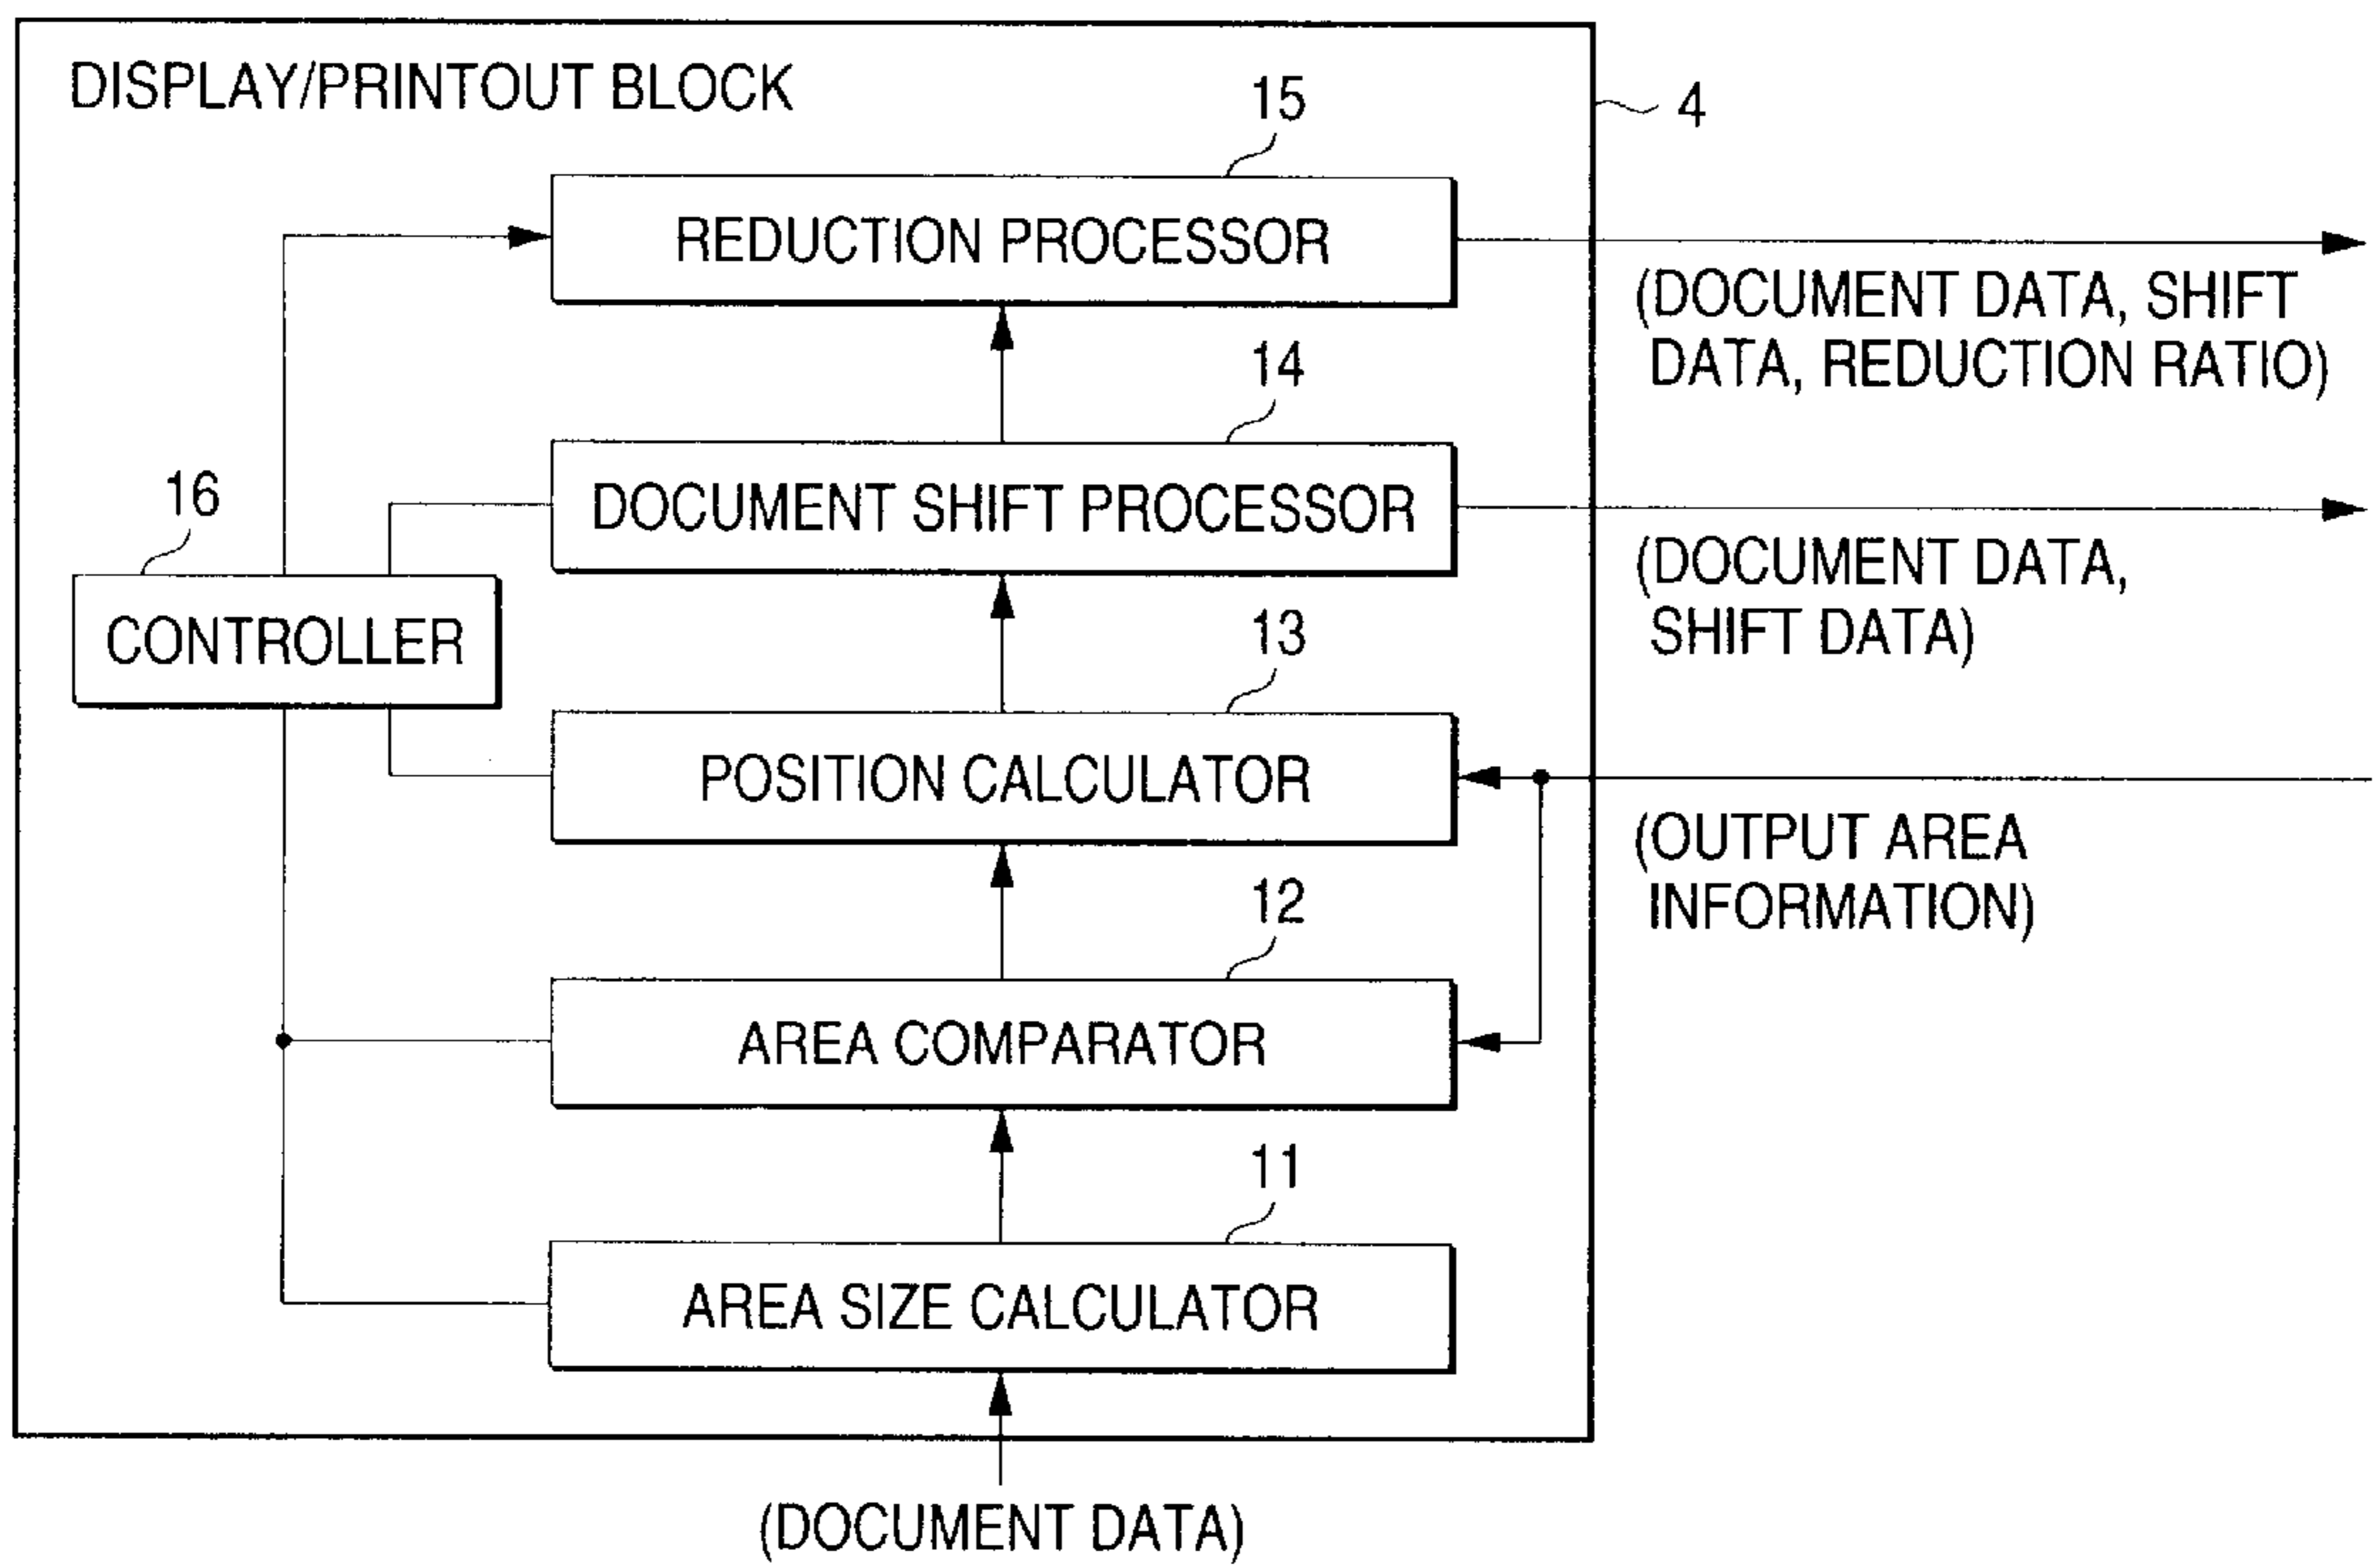 DISPLAY/PRINTOUT BLOCK
4
15
REDUCTION PROCESSOR
(DOCUMENT DATA, SHIFT
DATA, REDUCTION RATIO)
14
DOCUMENT SHIFT PROCESSOR
(DOCUMENT DATA,
SHIFT DATA)
16
CONTROLLER
13
POSITION CALCULATOR
(OUTPUT AREA
INFORMATION)
12
AREA COMPARATOR
11
AREA SIZE CALCULATOR
(DOCUMENT DATA)